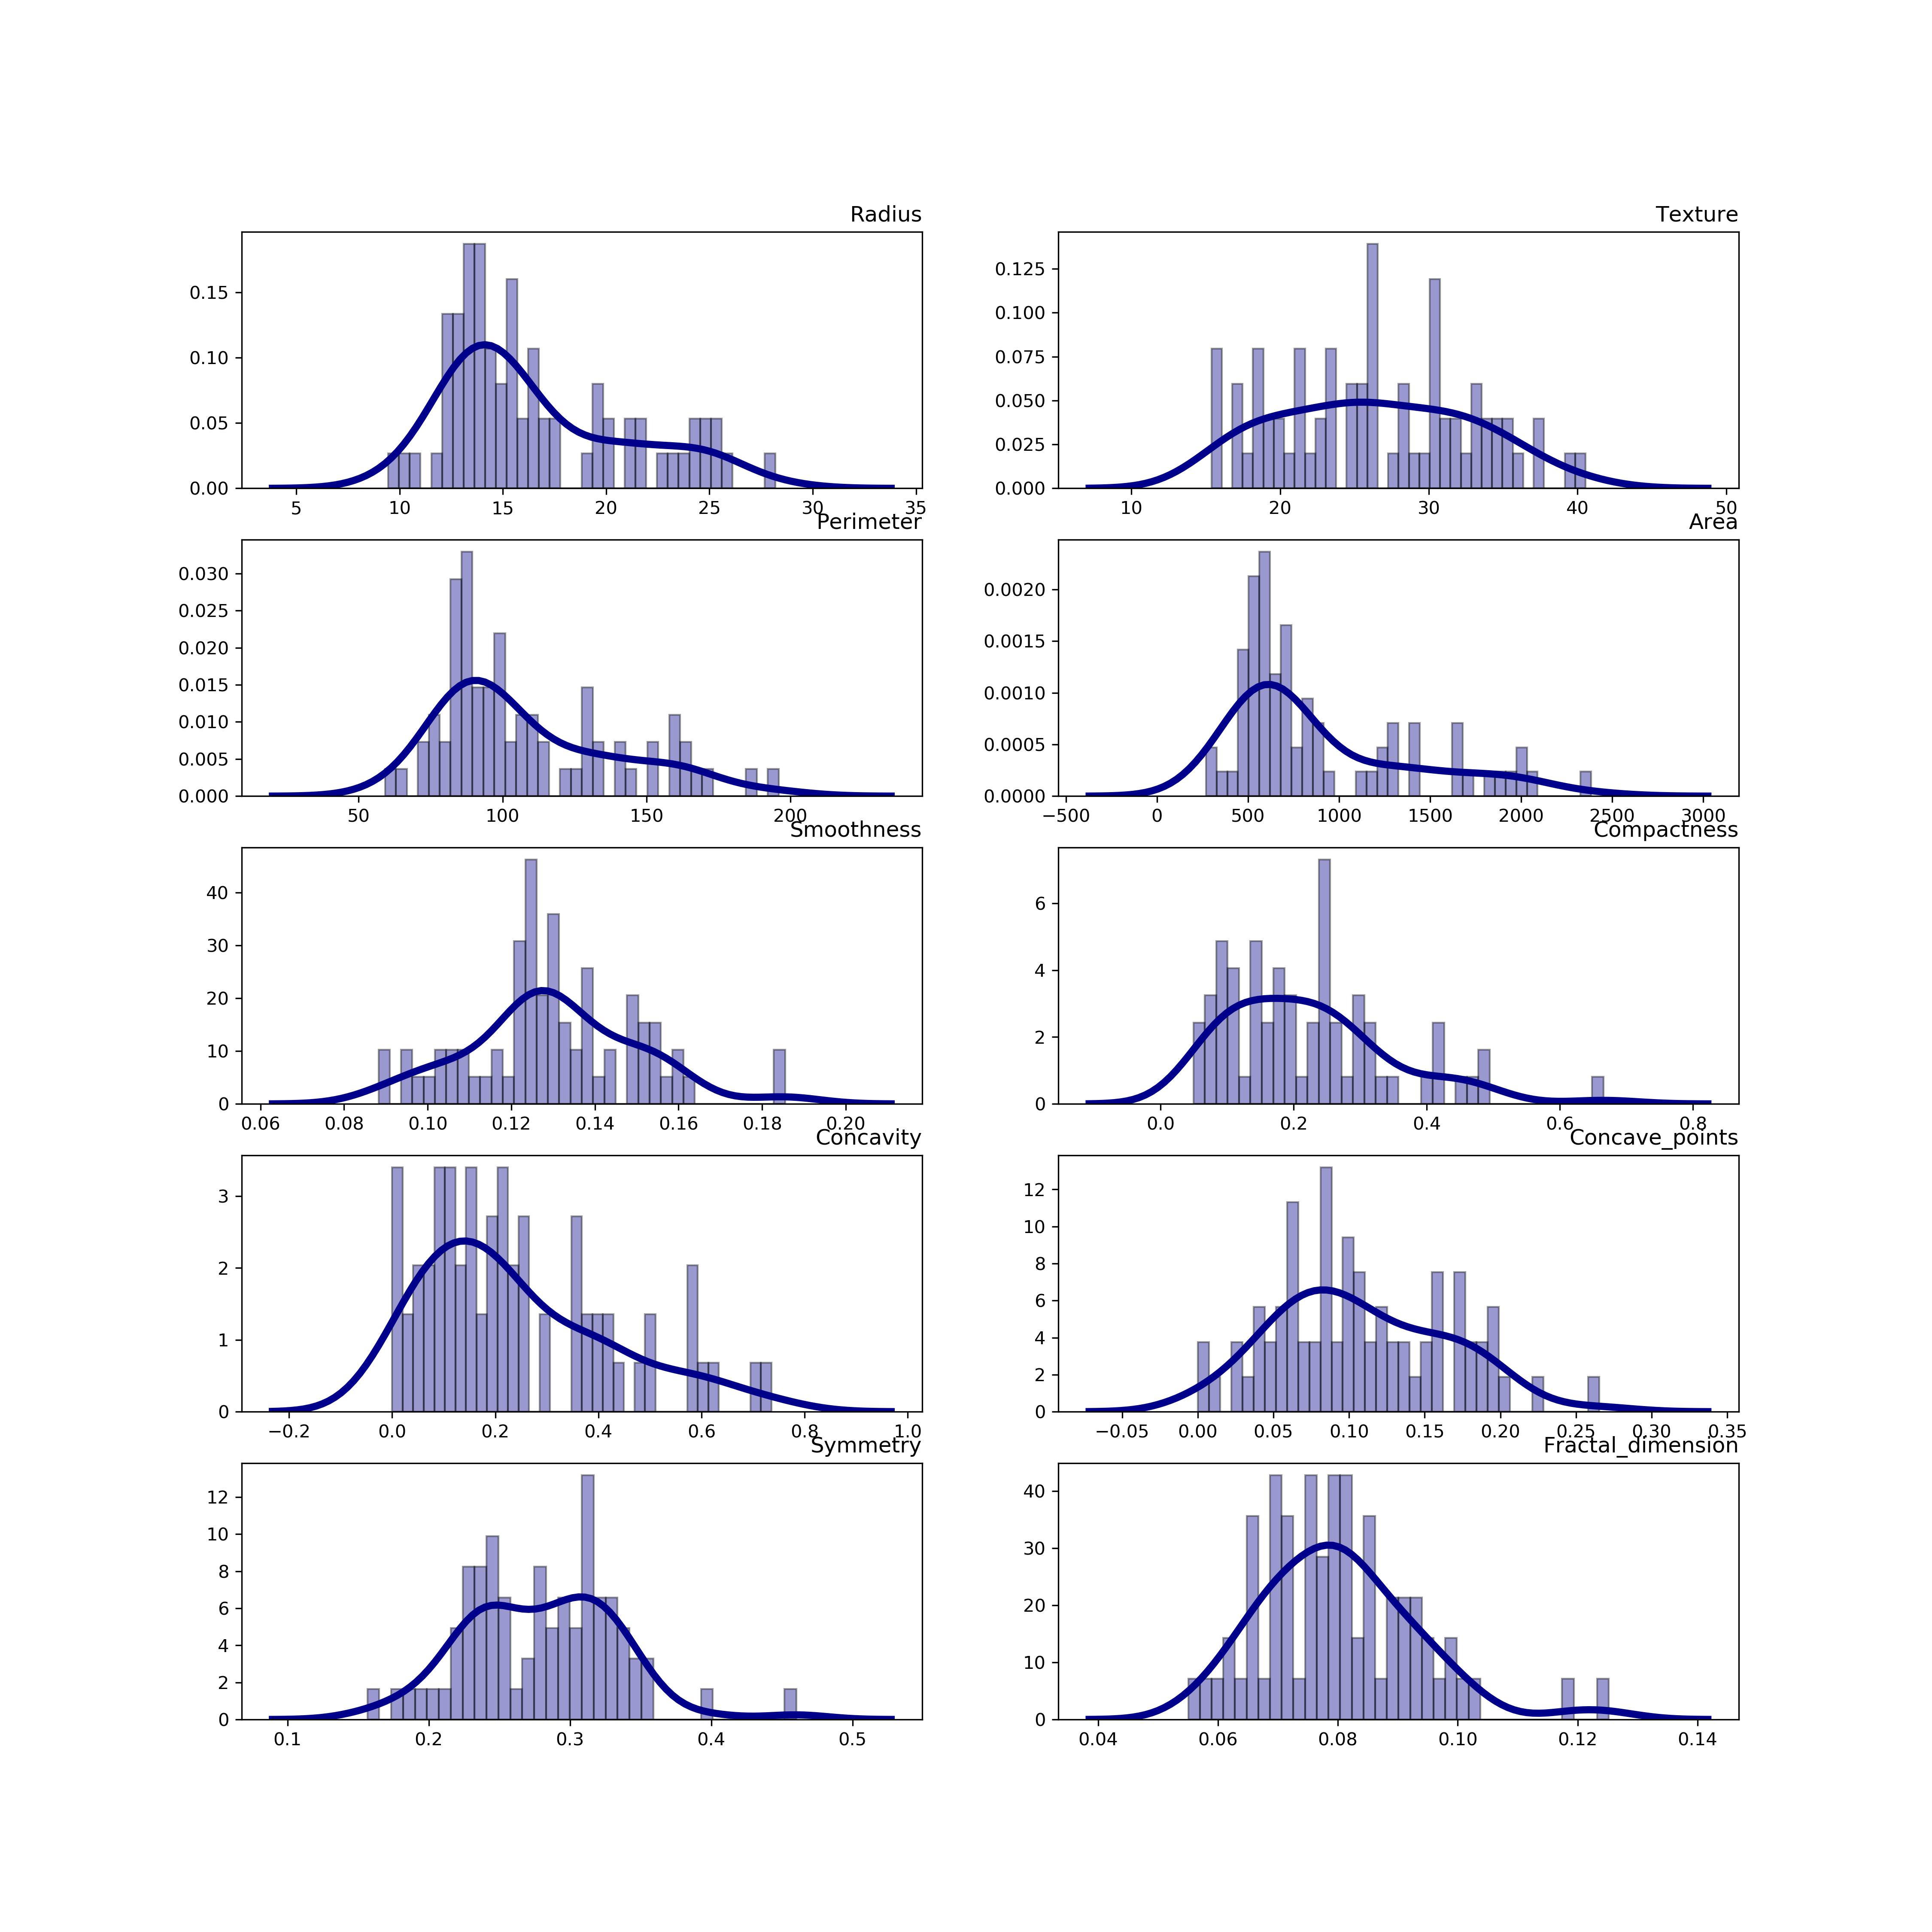 Radius
0.15
0.10
0.05
0.00
5 10 15 20 25 30 35
Texture
0.125
0.100
0.075
0.050
0.025
0.000
10 20 30 40 50
Perimeter
0.030
0.025
0.020
0.015
0.010
0.005
0.000
50 100 150 200
Area
0.0020
0.0015
0.0010
0.0005
0.0000
−500 0 500 1000 1500 2000 2500 3000
Smoothness
40
30
20
10
0
0.06 0.08 0.10 0.12 0.14 0.16 0.18 0.20
Compactness
6
4
2
0
0.0 0.2 0.4 0.6 0.8
Concavity
3
2
1
0
−0.2 0.0 0.2 0.4 0.6 0.8 1.0
Concave_points
12
10
8
6
4
2
0
−0.05 0.00 0.05 0.10 0.15 0.20 0.25 0.30 0.35
Symmetry
12
10
8
6
4
2
0
0.1 0.2 0.3 0.4 0.5
Fractal_dimension
40
30
20
10
0
0.04 0.06 0.08 0.10 0.12 0.14